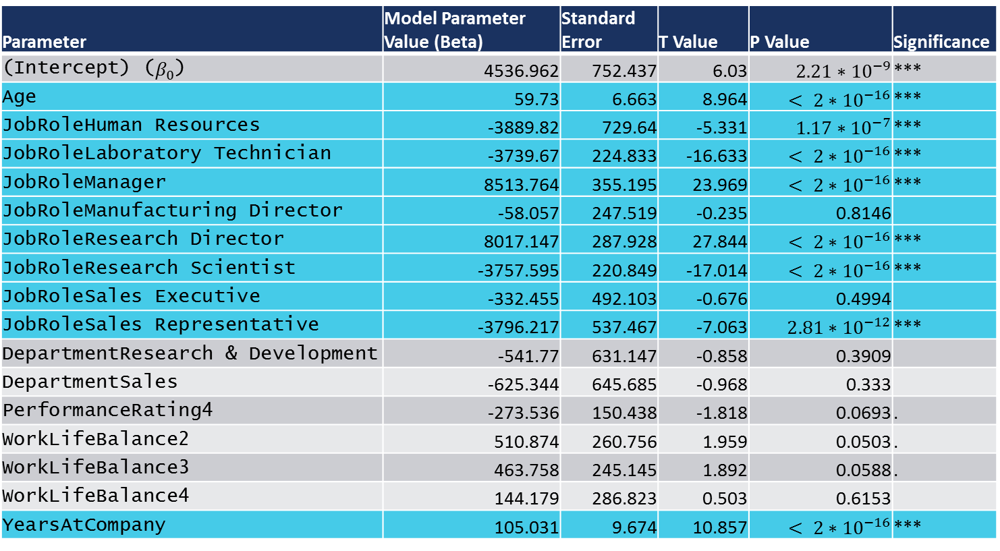 Parameter Model Parameter Value (Beta) Standard Error T Value P Value Significance
(Intercept) (β₀) 4536.962 752.437 6.03 2.21 * 10⁻⁹ ***
Age 59.73 6.663 8.964 < 2 * 10⁻¹⁶ ***
JobRoleHuman Resources -3889.82 729.64 -5.331 1.17 * 10⁻⁷ ***
JobRoleLaboratory Technician -3739.67 224.833 -16.633 < 2 * 10⁻¹⁶ ***
JobRoleManager 8513.764 355.195 23.969 < 2 * 10⁻¹⁶ ***
JobRoleManufacturing Director -58.057 247.519 -0.235 0.8146
JobRoleResearch Director 8017.147 287.928 27.844 < 2 * 10⁻¹⁶ ***
JobRoleResearch Scientist -3757.595 220.849 -17.014 < 2 * 10⁻¹⁶ ***
JobRoleSales Executive -332.455 492.103 -0.676 0.4994
JobRoleSales Representative -3796.217 537.467 -7.063 2.81 * 10⁻¹² ***
DepartmentResearch & Development -541.77 631.147 -0.858 0.3909
DepartmentSales -625.344 645.685 -0.968 0.333
PerformanceRating4 -273.536 150.438 -1.818 0.0693 .
WorkLifeBalance2 510.874 260.756 1.959 0.0503 .
WorkLifeBalance3 463.758 245.145 1.892 0.0588 .
WorkLifeBalance4 144.179 286.823 0.503 0.6153
YearsAtCompany 105.031 9.674 10.857 < 2 * 10⁻¹⁶ ***